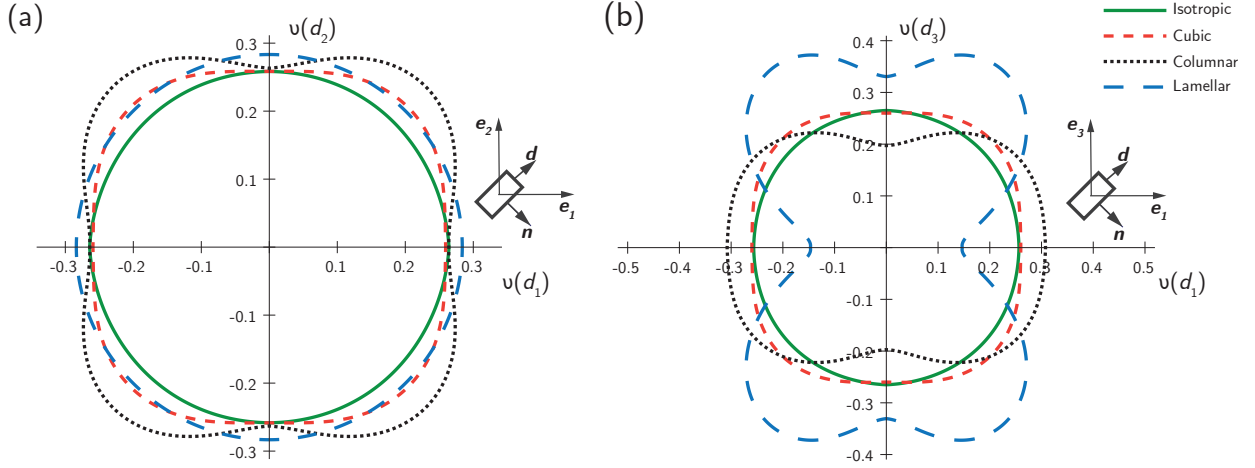 (a)
υ(d2)
0.3
0.2
0.1
-0.3
-0.2
-0.1
0.1
0.2
0.3
υ(d1)
-0.1
-0.2
-0.3
e2
d
e1
n
(b)
υ(d3)
0.4
0.3
0.2
0.1
-0.5
-0.4
-0.3
-0.2
-0.1
0.1
0.2
0.3
0.4
0.5
υ(d1)
-0.1
-0.2
-0.3
-0.4
e3
d
e1
n
Isotropic
Cubic
Columnar
Lamellar